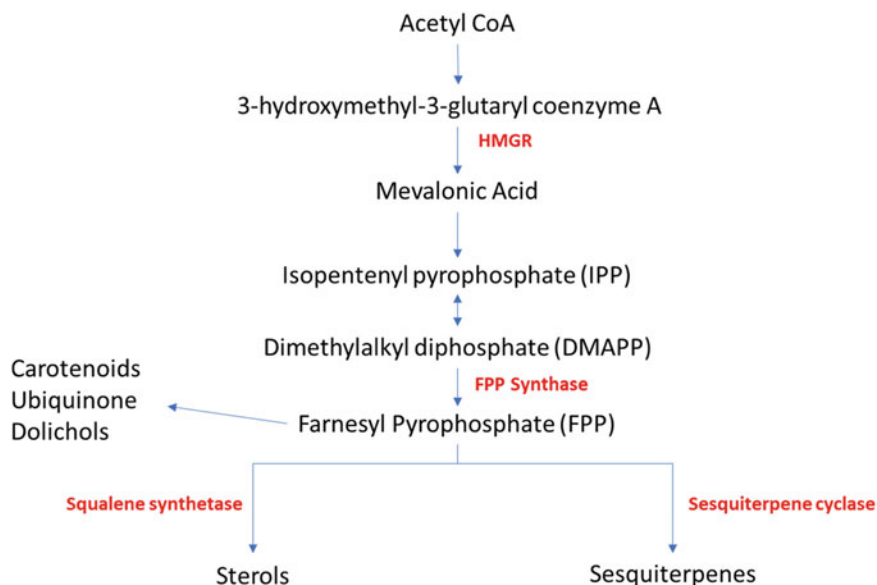 Acetyl CoA
3-hydroxymethyl-3-glutaryl coenzyme A
HMGR
Mevalonic Acid
Isopentenyl pyrophosphate (IPP)
Dimethylalkyl diphosphate (DMAPP)
FPP Synthase
Carotenoids
Ubiquinone
Dolichols
Farnesyl Pyrophosphate (FPP)
Squalene synthetase
Sesquiterpene cyclase
Sterols
Sesquiterpenes